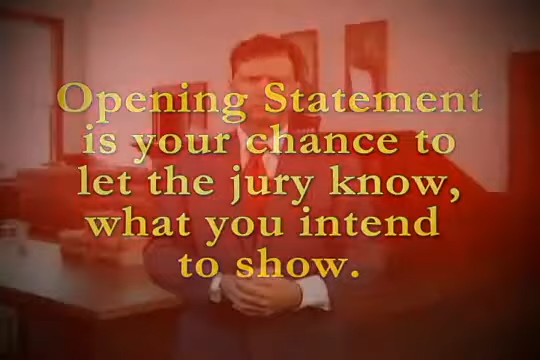 Opening Statement
is your chance to
let the jury know,
what you intend
to show.